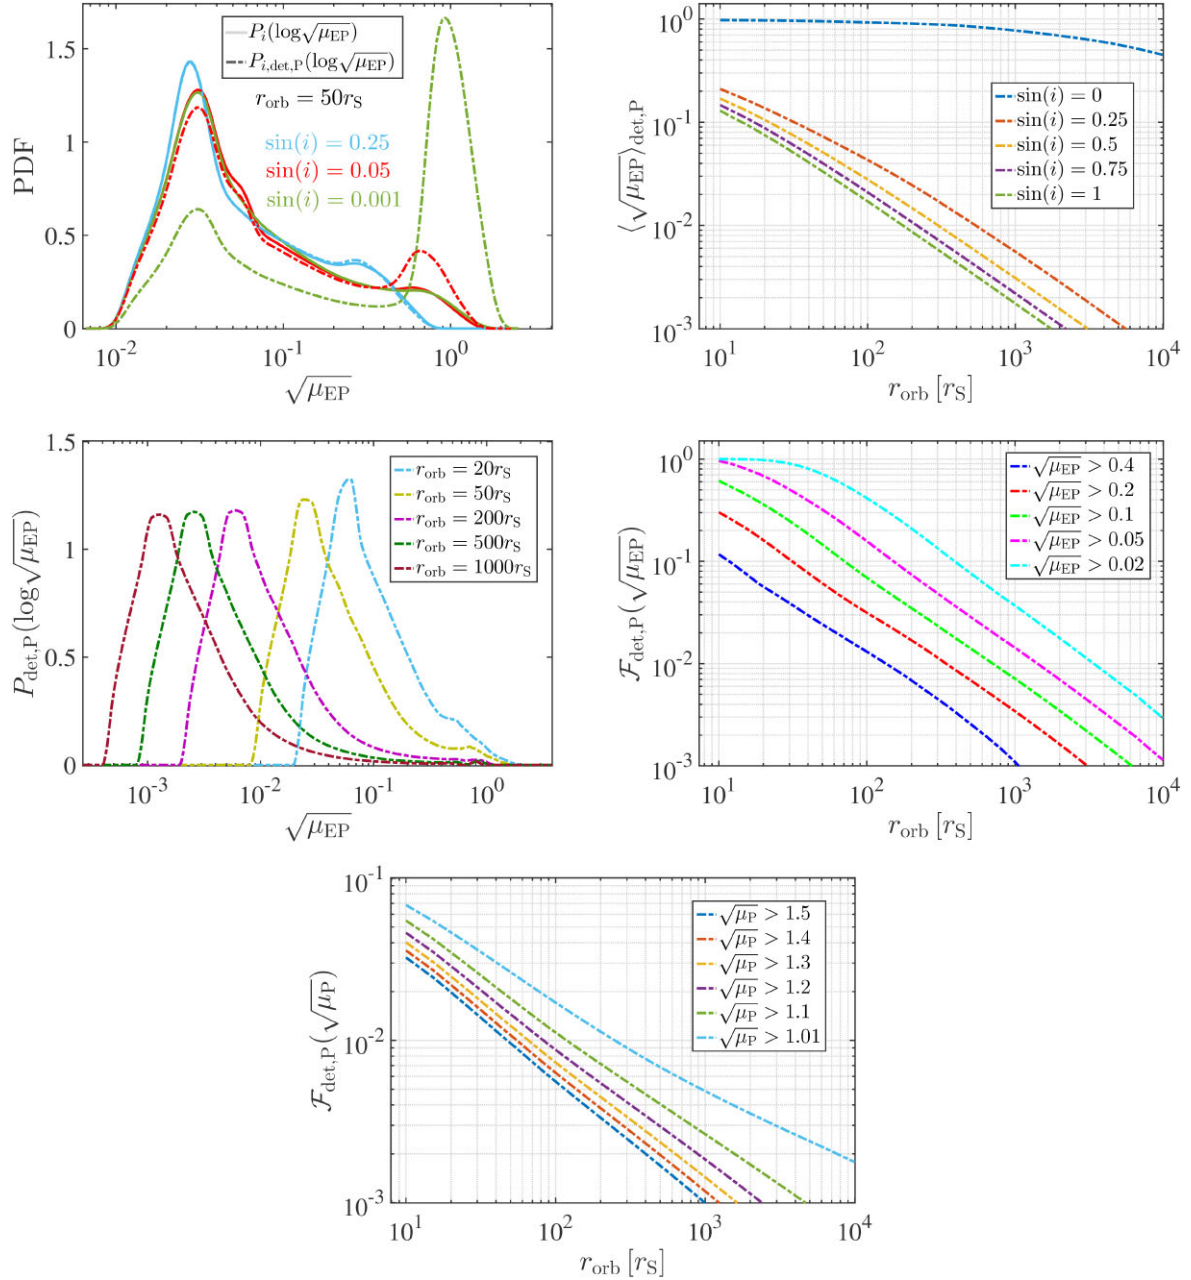 1.5
1
0.5
0
PDF
P_i(log√μ_EP)
P_{i,det,P}(log√μ_EP)
r_orb = 50r_S
sin(i) = 0.25
sin(i) = 0.05
sin(i) = 0.001
10^-2 10^-1 10^0
√μ_EP
10^0
10^-1
10^-2
10^-3
⟨√μ_EP⟩_det,P
sin(i) = 0
sin(i) = 0.25
sin(i) = 0.5
sin(i) = 0.75
sin(i) = 1
10^1 10^2 10^3 10^4
r_orb [r_S]
1.5
1
0.5
0
P_det,P(log√μ_EP)
r_orb = 20r_S
r_orb = 50r_S
r_orb = 200r_S
r_orb = 500r_S
r_orb = 1000r_S
10^-3 10^-2 10^-1 10^0
√μ_EP
10^0
10^-1
10^-2
10^-3
ℱ_det,P(√μ_EP)
√μ_EP > 0.4
√μ_EP > 0.2
√μ_EP > 0.1
√μ_EP > 0.05
√μ_EP > 0.02
10^1 10^2 10^3 10^4
r_orb [r_S]
10^-1
10^-2
10^-3
ℱ_det,P(√μ_P)
√μ_P > 1.5
√μ_P > 1.4
√μ_P > 1.3
√μ_P > 1.2
√μ_P > 1.1
√μ_P > 1.01
10^1 10^2 10^3 10^4
r_orb [r_S]